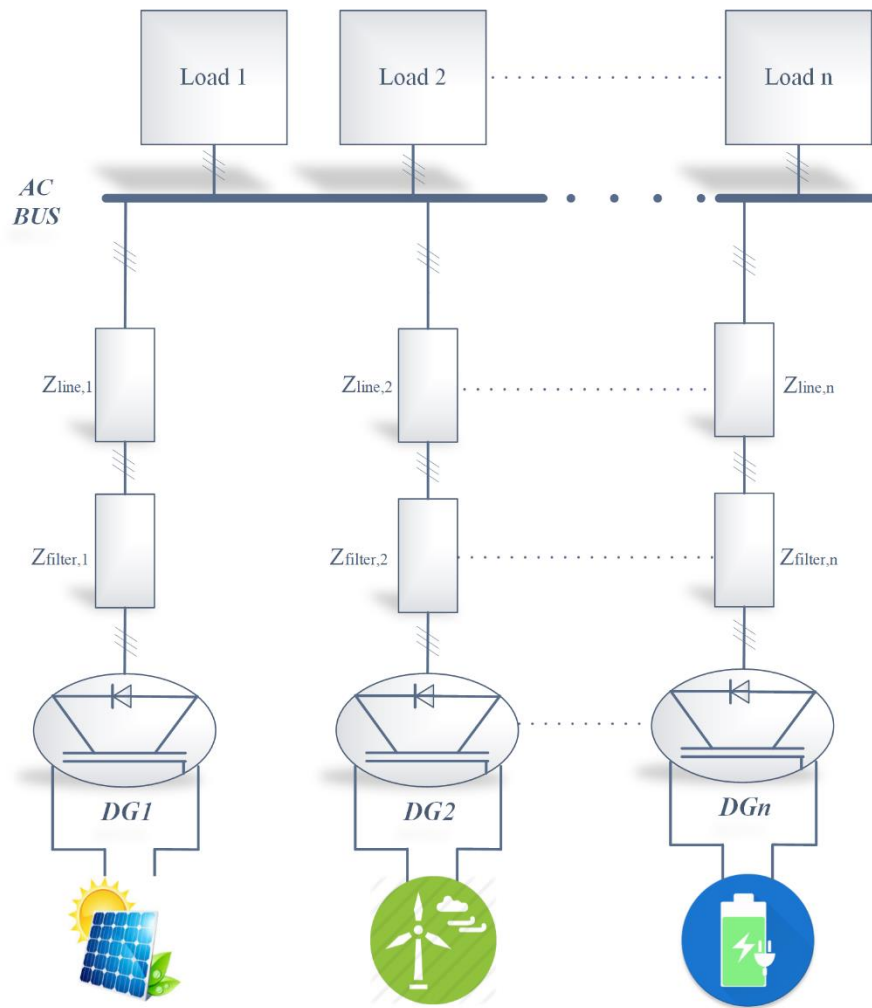 Load 1
Load 2
Load n
AC
BUS
Zline,1
Zline,2
Zline,n
Zfilter,1
Zfilter,2
Zfilter,n
DG1
DG2
DGn